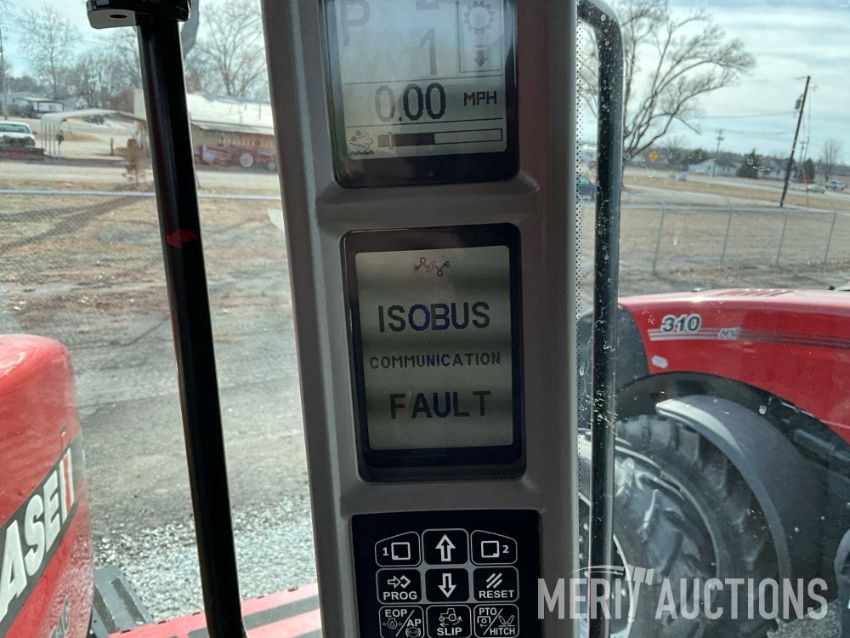 P
1
0.00 MPH
ISOBUS
COMMUNICATION
FAULT
310
CASE
1
2
PROG
RESET
EOP
AP
SLIP
PTO
HITCH
MERIT AUCTIONS